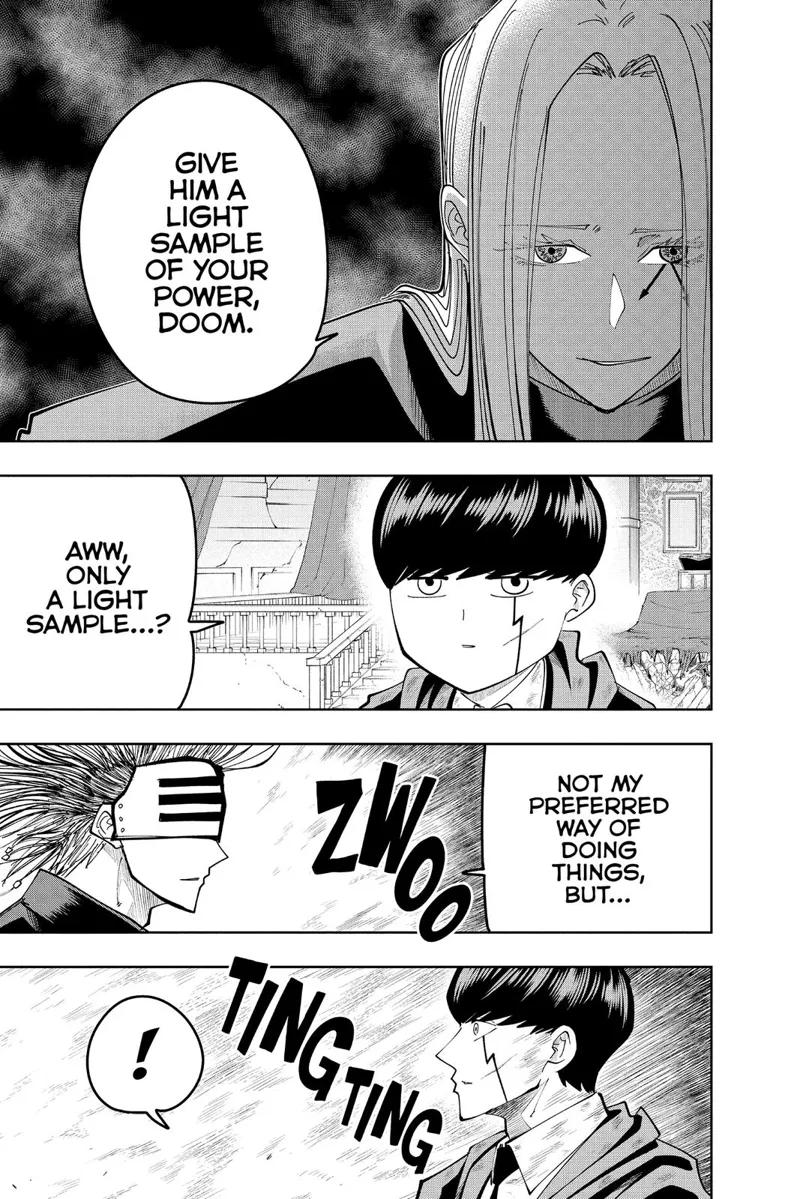 GIVE
HIM A
LIGHT
SAMPLE
OF YOUR
POWER,
DOOM.
AWW,
ONLY
A LIGHT
SAMPLE...?
NOT MY
PREFERRED
WAY OF
DOING
THINGS,
BUT...
ZWOO
TING TING
!